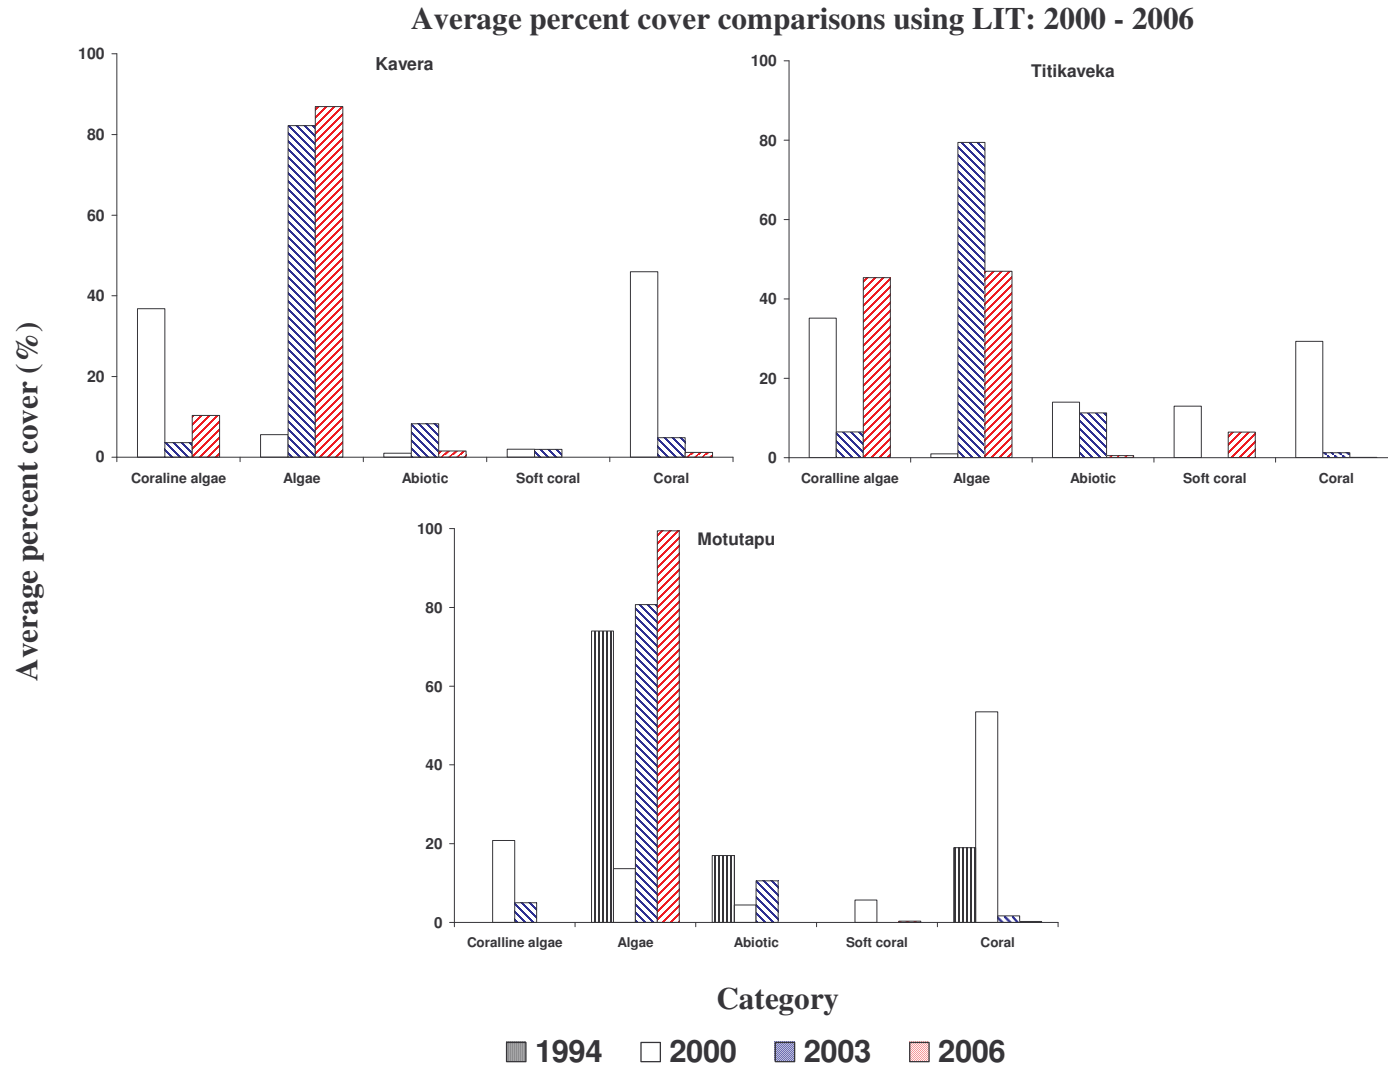 Average percent cover comparisons using LIT: 2000 - 2006
Average percent cover (%)
Kavera
100
80
60
40
20
0
Coraline algae Algae Abiotic Soft coral Coral
Titikaveka
100
80
60
40
20
0
Coralline algae Algae Abiotic Soft coral Coral
Motutapu
100
80
60
40
20
0
Coralline algae Algae Abiotic Soft coral Coral
Category
1994 2000 2003 2006